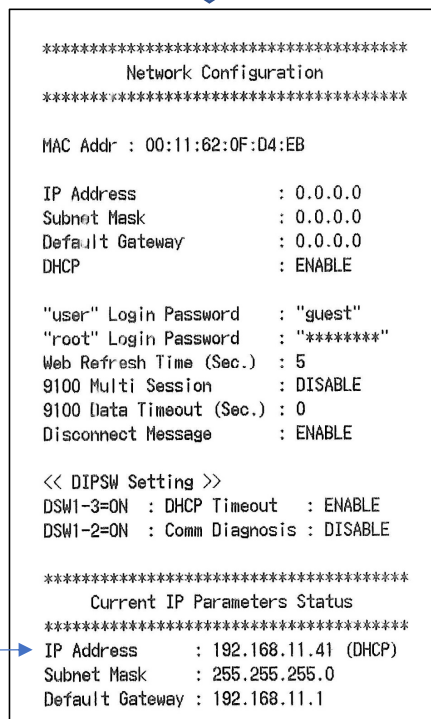 ***************************************
Network Configuration
***************************************
MAC Addr : 00:11:62:0F:D4:EB
IP Address : 0.0.0.0
Subnet Mask : 0.0.0.0
Default Gateway : 0.0.0.0
DHCP : ENABLE
"user" Login Password : "guest"
"root" Login Password : "********"
Web Refresh Time (Sec.) : 5
9100 Multi Session : DISABLE
9100 Data Timeout (Sec.) : 0
Disconnect Message : ENABLE
<< DIPSW Setting >>
DSW1-3=ON : DHCP Timeout : ENABLE
DSW1-2=ON : Comm Diagnosis : DISABLE
***************************************
Current IP Parameters Status
***************************************
IP Address : 192.168.11.41 (DHCP)
Subnet Mask : 255.255.255.0
Default Gateway : 192.168.11.1